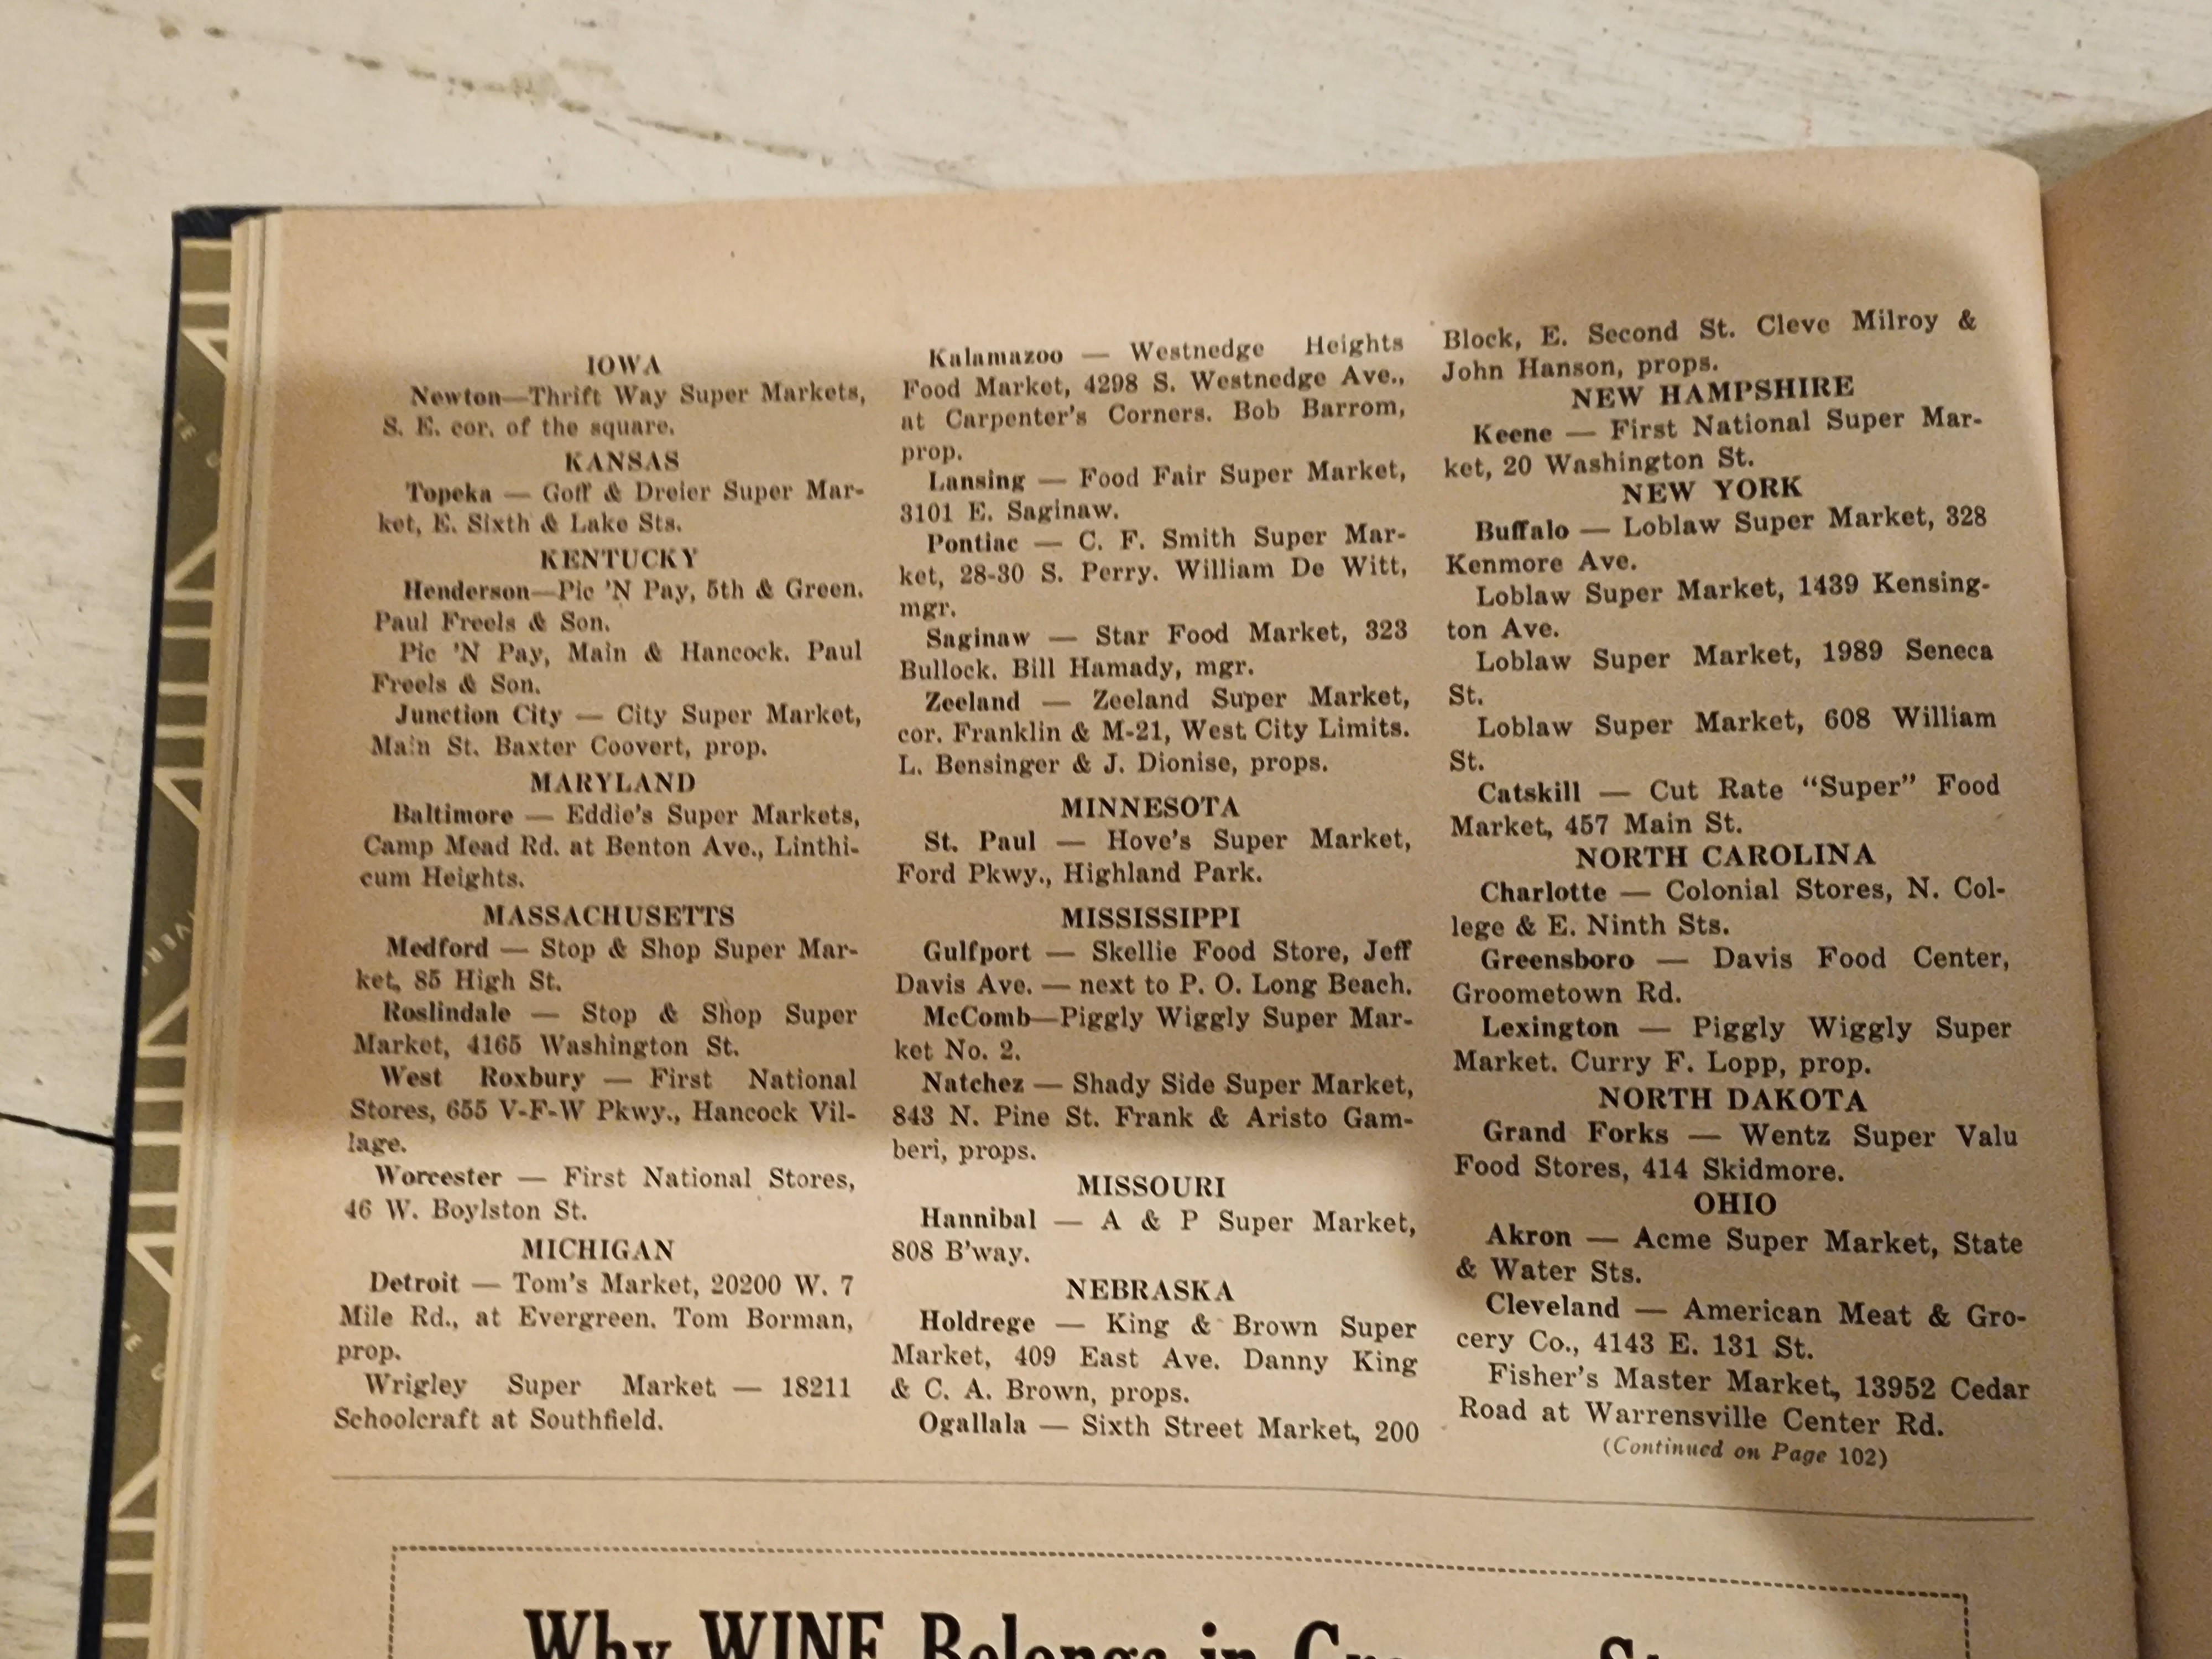 IOWA
Newton—Thrift Way Super Markets,
S. E. cor. of the square.
KANSAS
Topeka — Goff & Dreier Super Mar-
ket, E. Sixth & Lake Sts.
KENTUCKY
Henderson—Pic 'N Pay, 5th & Green.
Paul Freels & Son.
Pic 'N Pay, Main & Hancock. Paul
Freels & Son.
Junction City — City Super Market,
Main St. Baxter Coovert, prop.
MARYLAND
Baltimore — Eddie's Super Markets,
Camp Mead Rd. at Benton Ave., Linthi-
cum Heights.
MASSACHUSETTS
Medford — Stop & Shop Super Mar-
ket, 85 High St.
Roslindale — Stop & Shop Super
Market, 4165 Washington St.
West Roxbury — First National
Stores, 655 V-F-W Pkwy., Hancock Vil-
lage.
Worcester — First National Stores,
46 W. Boylston St.
MICHIGAN
Detroit — Tom's Market, 20200 W. 7
Mile Rd., at Evergreen. Tom Borman,
prop.
Wrigley Super Market — 18211
Schoolcraft at Southfield.
Kalamazoo — Westnedge Heights
Food Market, 4298 S. Westnedge Ave.,
at Carpenter's Corners. Bob Barrom,
prop.
Lansing — Food Fair Super Market,
3101 E. Saginaw.
Pontiac — C. F. Smith Super Mar-
ket, 28-30 S. Perry. William De Witt,
mgr.
Saginaw — Star Food Market, 323
Bullock. Bill Hamady, mgr.
Zeeland — Zeeland Super Market,
cor. Franklin & M-21, West City Limits.
L. Bensinger & J. Dionise, props.
MINNESOTA
St. Paul — Hove's Super Market,
Ford Pkwy., Highland Park.
MISSISSIPPI
Gulfport — Skellie Food Store, Jeff
Davis Ave. — next to P. O. Long Beach.
McComb—Piggly Wiggly Super Mar-
ket No. 2.
Natchez — Shady Side Super Market,
843 N. Pine St. Frank & Aristo Gam-
beri, props.
MISSOURI
Hannibal — A & P Super Market,
808 B'way.
NEBRASKA
Holdrege — King & Brown Super
Market, 409 East Ave. Danny King
& C. A. Brown, props.
Ogallala — Sixth Street Market, 200
Block, E. Second St. Cleve Milroy &
John Hanson, props.
NEW HAMPSHIRE
Keene — First National Super Mar-
ket, 20 Washington St.
NEW YORK
Buffalo — Loblaw Super Market, 328
Kenmore Ave.
Loblaw Super Market, 1439 Kensing-
ton Ave.
Loblaw Super Market, 1989 Seneca
St.
Loblaw Super Market, 608 William
St.
Catskill — Cut Rate "Super" Food
Market, 457 Main St.
NORTH CAROLINA
Charlotte — Colonial Stores, N. Col-
lege & E. Ninth Sts.
Greensboro — Davis Food Center,
Groometown Rd.
Lexington — Piggly Wiggly Super
Market. Curry F. Lopp, prop.
NORTH DAKOTA
Grand Forks — Wentz Super Valu
Food Stores, 414 Skidmore.
OHIO
Akron — Acme Super Market, State
& Water Sts.
Cleveland — American Meat & Gro-
cery Co., 4143 E. 131 St.
Fisher's Master Market, 13952 Cedar
Road at Warrensville Center Rd.
(Continued on Page 102)
Why WINE Belongs in